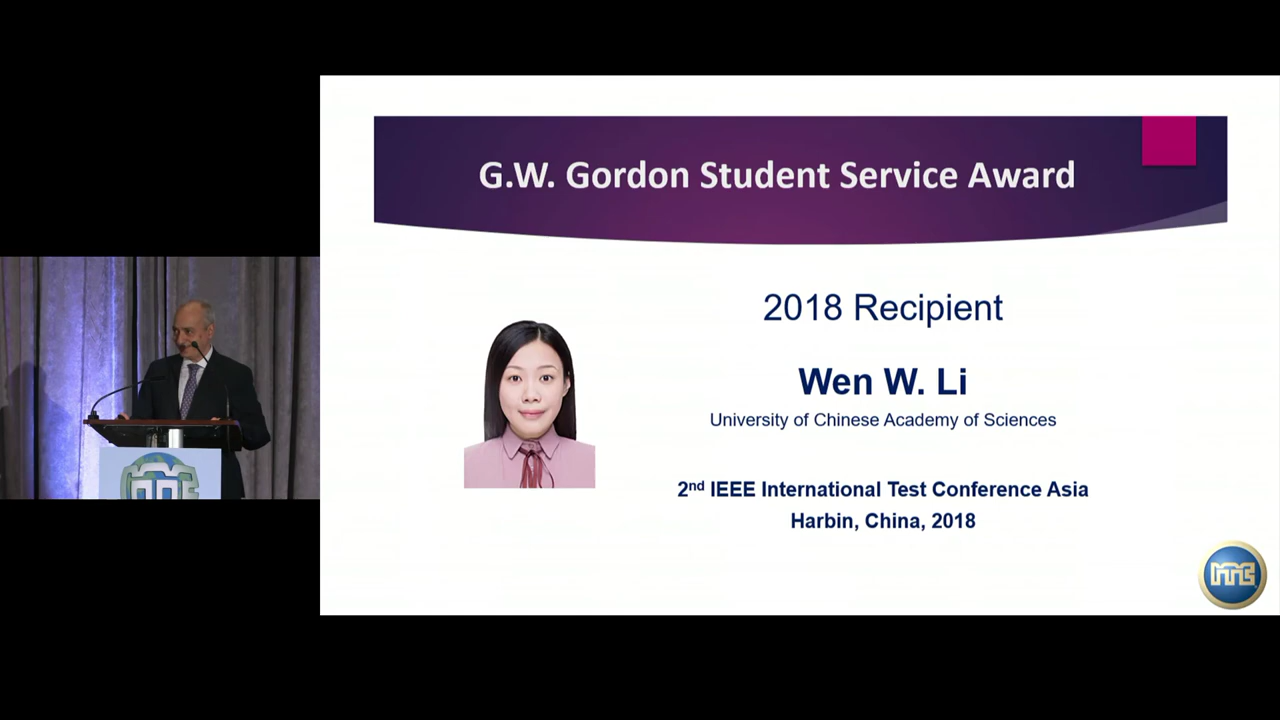 G.W. Gordon Student Service Award
2018 Recipient
Wen W. Li
University of Chinese Academy of Sciences
2nd IEEE International Test Conference Asia
Harbin, China, 2018
ITC